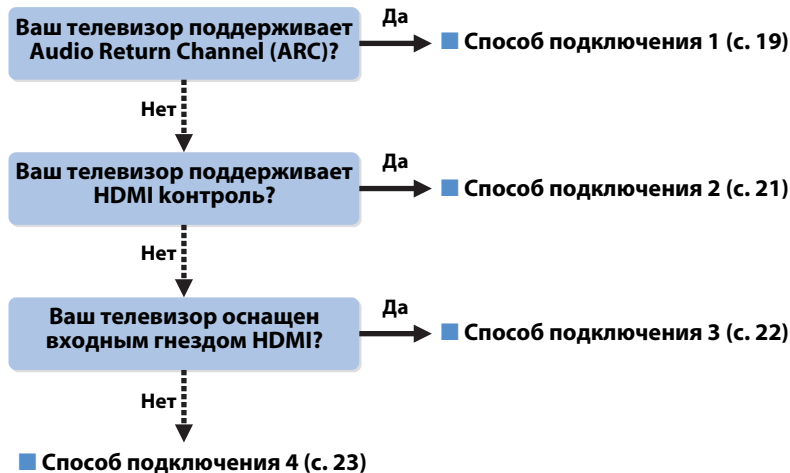 Ваш телевизор поддерживает
Audio Return Channel (ARC)?
Да
Способ подключения 1 (с. 19)
Нет
Ваш телевизор поддерживает
HDMI контроль?
Да
Способ подключения 2 (с. 21)
Нет
Ваш телевизор оснащен
входным гнездом HDMI?
Да
Способ подключения 3 (с. 22)
Нет
Способ подключения 4 (с. 23)